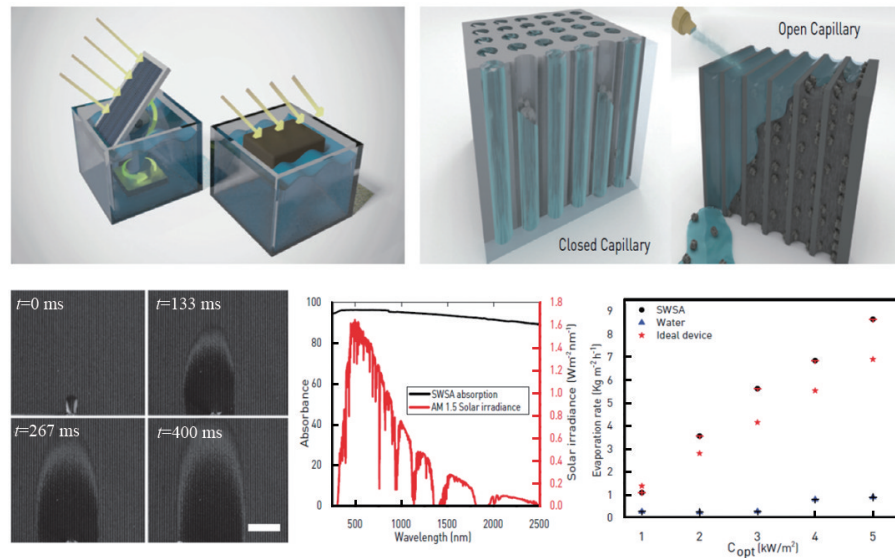 Closed Capillary
Open Capillary
t=0 ms
t=133 ms
t=267 ms
t=400 ms
100
80
60
40
20
0
Absorbance
SWSA absorption
AM 1.5 Solar irradiance
500
1000
1500
2000
2500
Wavelength (nm)
1.8
1.6
1.4
1.2
1.0
0.8
0.6
0.4
0.2
0.0
Solar irradiance (Wm⁻²nm⁻¹)
9
8
7
6
5
4
3
2
1
0
Evaporation rate (Kg m⁻² h⁻¹)
SWSA
Water
Ideal device
1
2
3
4
5
Copt (kW/m²)